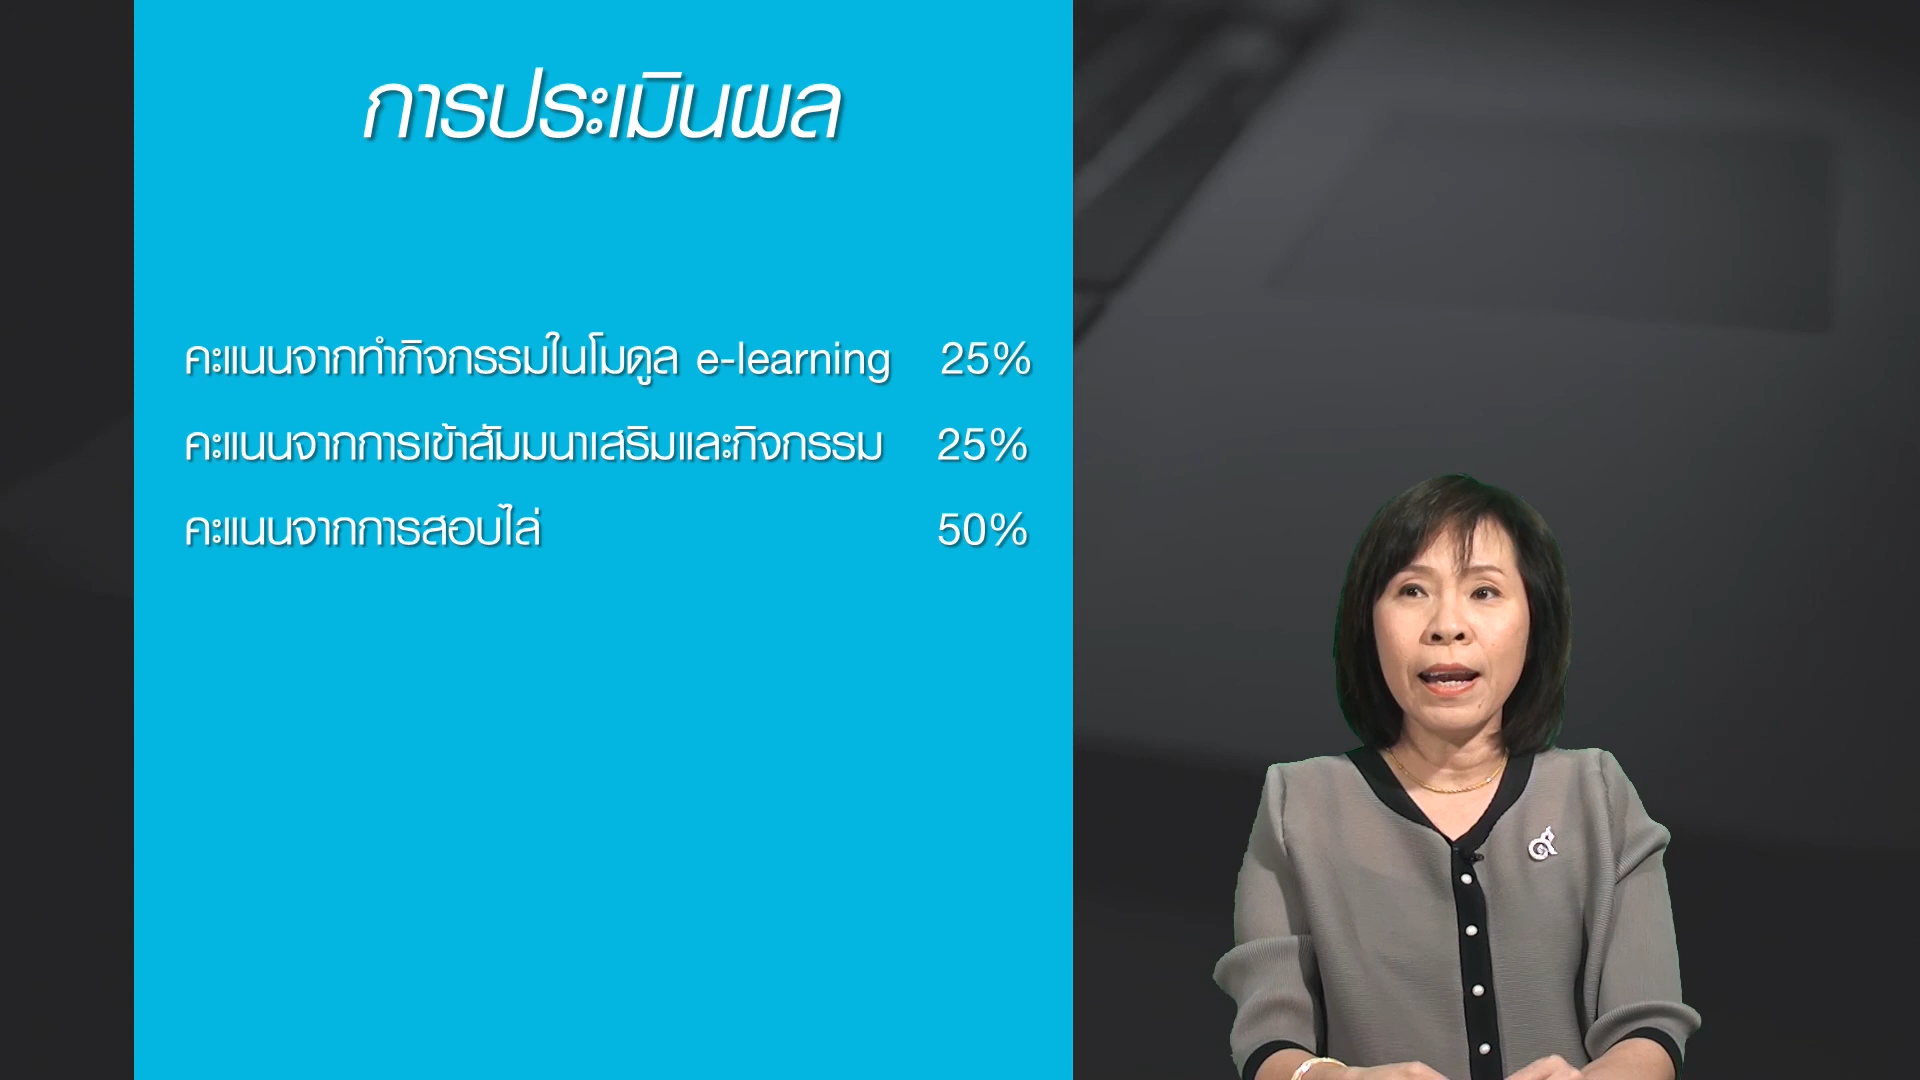 การประเมินผล
คะแนนจากทำกิจกรรมในโมดูล e-learning 25%
คะแนนจากการเข้าสัมมนาเสริมและกิจกรรม 25%
คะแนนจากการสอบไล่ 50%
๙